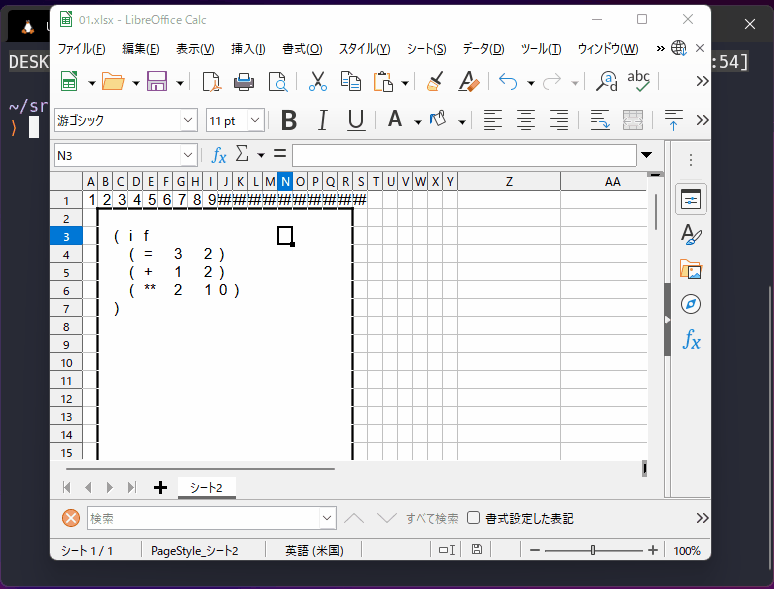 01.xlsx - LibreOffice Calc
DESK
:54]
ファイル(F) 編集(E) 表示(V) 挿入(I) 書式(O) スタイル(Y) シート(S) データ(D) ツール(T) ウィンドウ(W) »
~/sr
abc
游ゴシック 11 pt B I U A
N3 fx Σ =
A B C D E F G H I J K L M N O P Q R S T U V W X Y Z AA
1 1 2 3 4 5 6 7 8 9 ##############
2
3 ( i f
4 ( = 3 2 )
5 ( + 1 2 )
6 ( ** 2 1 0 )
7 )
8
9
10
11
12
13
14
15
シート2
検索 すべて検索 書式設定した表記
シート 1 / 1 PageStyle_シート2 英語 (米国) 100%